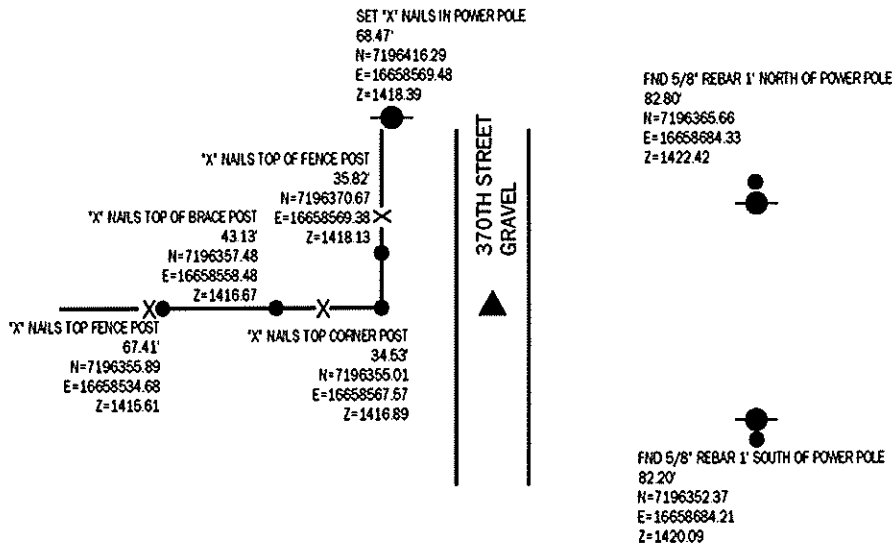 SET "X" NAILS IN POWER POLE
68.47'
N=7196416.29
E=16658569.48
Z=1418.39
FND 5/8" REBAR 1' NORTH OF POWER POLE
82.80'
N=7196365.66
E=16658684.33
Z=1422.42
"X" NAILS TOP OF FENCE POST
35.82'
N=7196370.67
E=16658569.38
Z=1418.13
370TH STREET
GRAVEL
"X" NAILS TOP OF BRACE POST
43.13'
N=7196357.48
E=16658558.48
Z=1416.67
"X" NAILS TOP FENCE POST
67.41'
N=7196355.89
E=16658534.68
Z=1415.61
"X" NAILS TOP CORNER POST
34.53'
N=7196355.01
E=16658567.57
Z=1416.89
FND 5/8" REBAR 1' SOUTH OF POWER POLE
82.20'
N=7196352.37
E=16658684.21
Z=1420.09